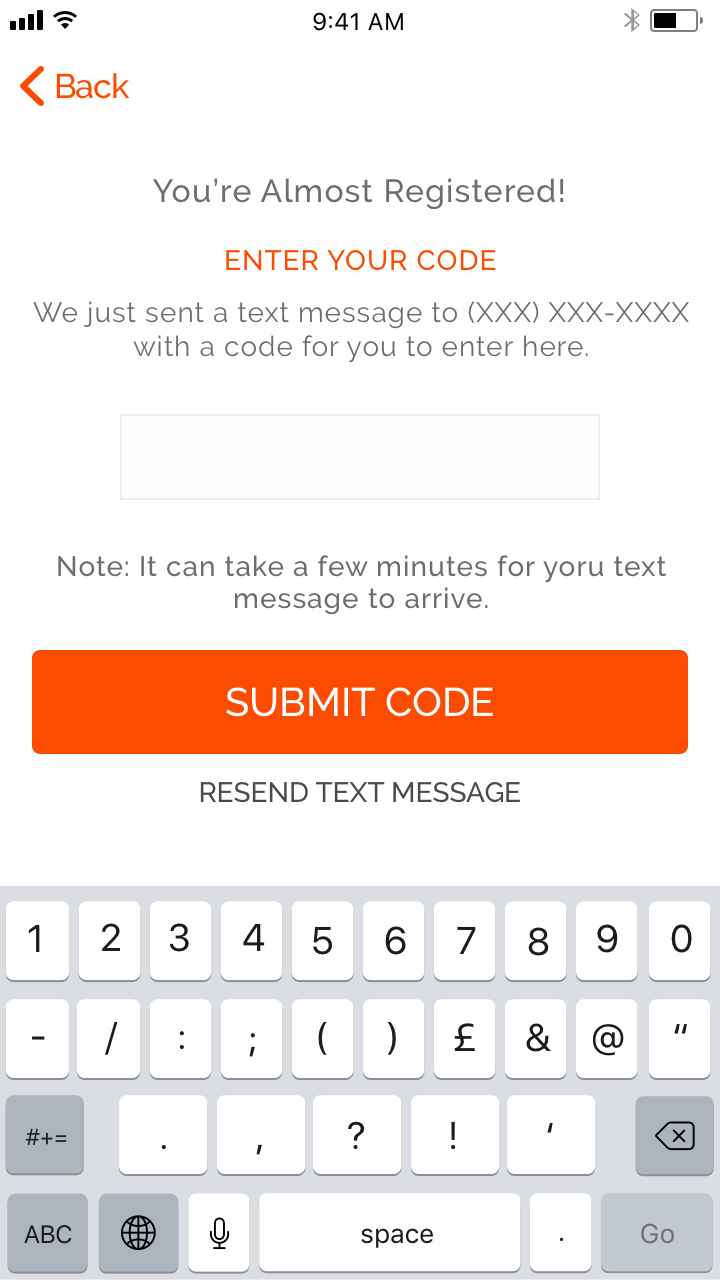 9:41 AM
Back
You’re Almost Registered!
ENTER YOUR CODE
We just sent a text message to (XXX) XXX-XXXX
with a code for you to enter here.
Note: It can take a few minutes for yoru text
message to arrive.
SUBMIT CODE
RESEND TEXT MESSAGE
1 2 3 4 5 6 7 8 9 0
- / : ; ( ) £ & @ “
#+= . , ? ! ‘
ABC space . Go